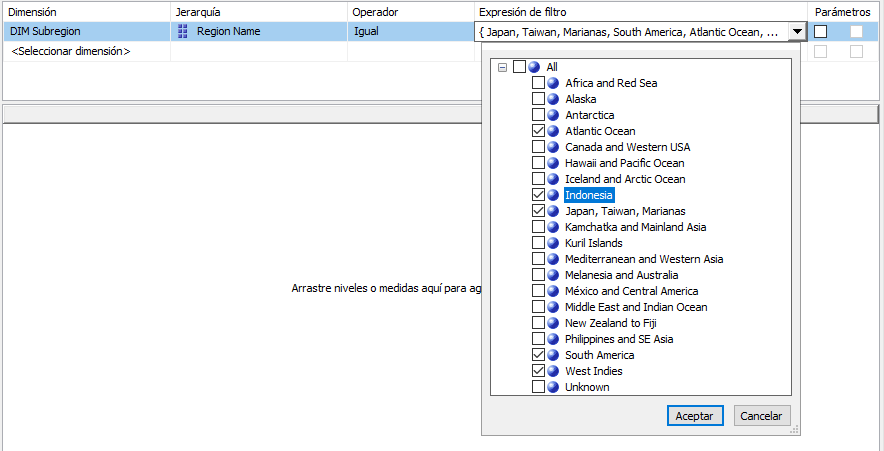 Dimensión Jerarquía Operador Expresión de filtro Parámetros
DIM Subregion Region Name Igual { Japan, Taiwan, Marianas, South America, Atlantic Ocean, ...
<Seleccionar dimensión>
All
Africa and Red Sea
Alaska
Antarctica
Atlantic Ocean
Canada and Western USA
Hawaii and Pacific Ocean
Iceland and Arctic Ocean
Indonesia
Japan, Taiwan, Marianas
Kamchatka and Mainland Asia
Kuril Islands
Mediterranean and Western Asia
Melanesia and Australia
México and Central America
Arrastre niveles o medidas aquí para ag
Middle East and Indian Ocean
New Zealand to Fiji
Philippines and SE Asia
South America
West Indies
Unknown
Aceptar Cancelar